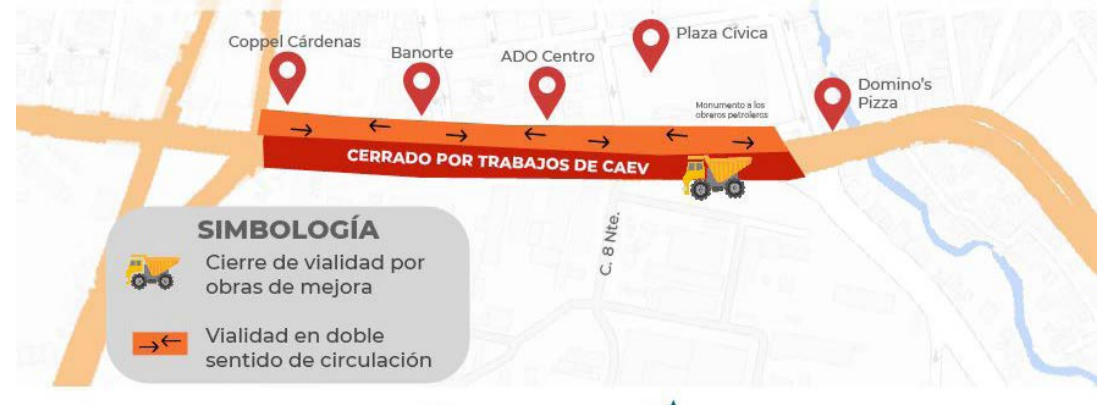 Coppel Cárdenas
Banorte
ADO Centro
Plaza Cívica
Domino's
Pizza
Monumento a los
obreros petroleros
CERRADO POR TRABAJOS DE CAEV
C. 8 Nte.
SIMBOLOGÍA
Cierre de vialidad por
obras de mejora
Vialidad en doble
sentido de circulación